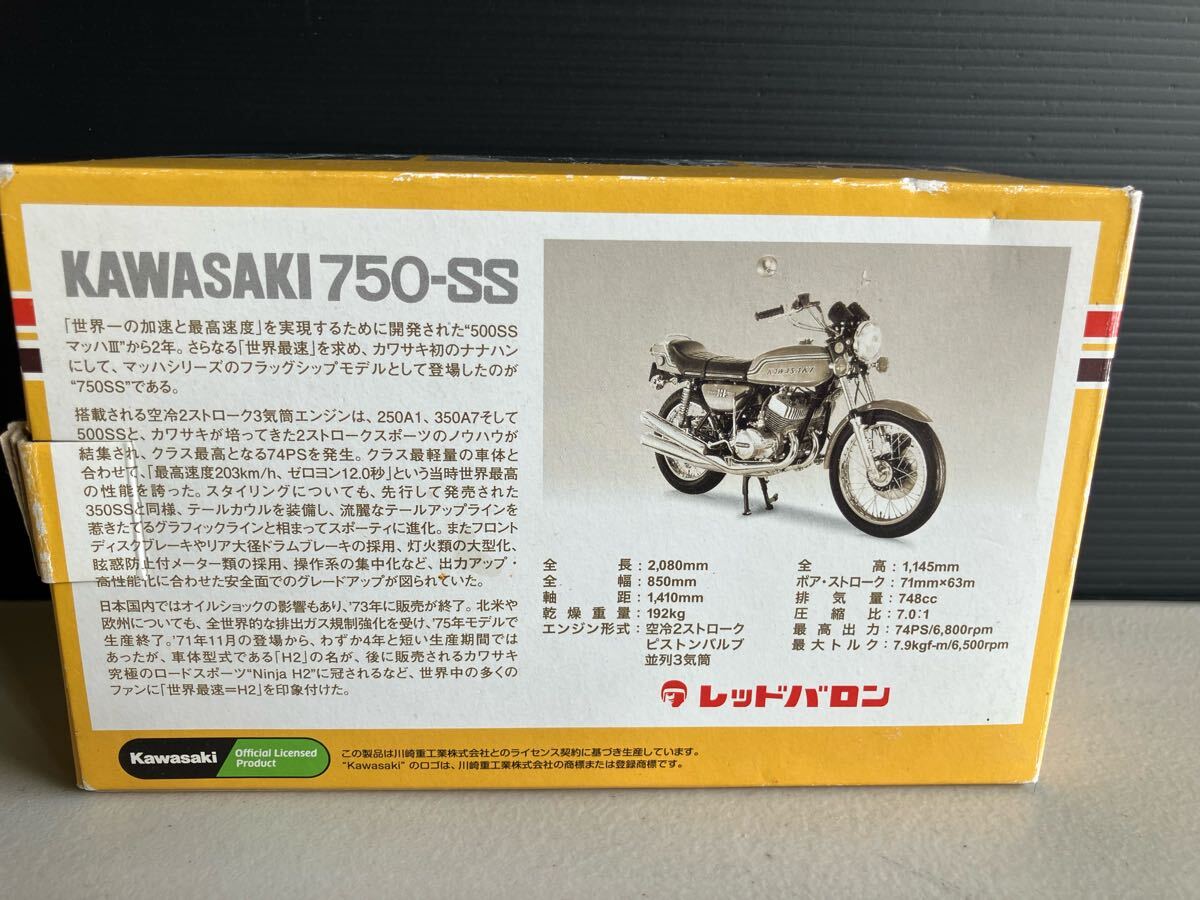 KAWASAKI 750-SS
「世界一の加速と最高速度」を実現するために開発された“500SS
マッハⅢ”から2年。さらなる「世界最速」を求め、カワサキ初のナナハン
にして、マッハシリーズのフラッグシップモデルとして登場したのが
“750SS”である。
搭載される空冷2ストローク3気筒エンジンは、250A1、350A7そして
500SSと、カワサキが培ってきた2ストロークスポーツのノウハウが
結集され、クラス最高となる74PSを発生。クラス最軽量の車体と
合わせて、「最高速度203km/h、ゼロヨン12.0秒」という当時世界最高
の性能を誇った。スタイリングについても、先行して発売された
350SSと同様、テールカウルを装備し、流麗なテールアップラインを
惹きたてるグラフィックラインと相まってスポーティに進化。またフロント
ディスクブレーキやリア大径ドラムブレーキの採用、灯火類の大型化、
眩惑防止付メーター類の採用、操作系の集中化など、出力アップ・
高性能化に合わせた安全面でのグレードアップが図られていた。
日本国内ではオイルショックの影響もあり、'73年に販売が終了。北米や
欧州についても、全世界的な排出ガス規制強化を受け、'75年モデルで
生産終了。'71年11月の登場から、わずか4年と短い生産期間では
あったが、車体型式である「H2」の名が、後に販売されるカワサキ
究極のロードスポーツ“Ninja H2”に冠されるなど、世界中の多くの
ファンに「世界最速=H2」を印象付けた。
KAWASAKI
全長:2,080mm
全幅:850mm
軸距:1,410mm
乾燥重量:192kg
エンジン形式:空冷2ストローク
ピストンバルブ
並列3気筒
全高:1,145mm
ボア・ストローク:71mm×63m
排気量:748cc
圧縮比:7.0:1
最高出力:74PS/6,800rpm
最大トルク:7.9kgf-m/6,500rpm
レッドバロン
Kawasaki
Official Licensed
Product
この製品は川崎重工業株式会社とのライセンス契約に基づき生産しています。
“Kawasaki” のロゴは、川崎重工業株式会社の商標または登録商標です。